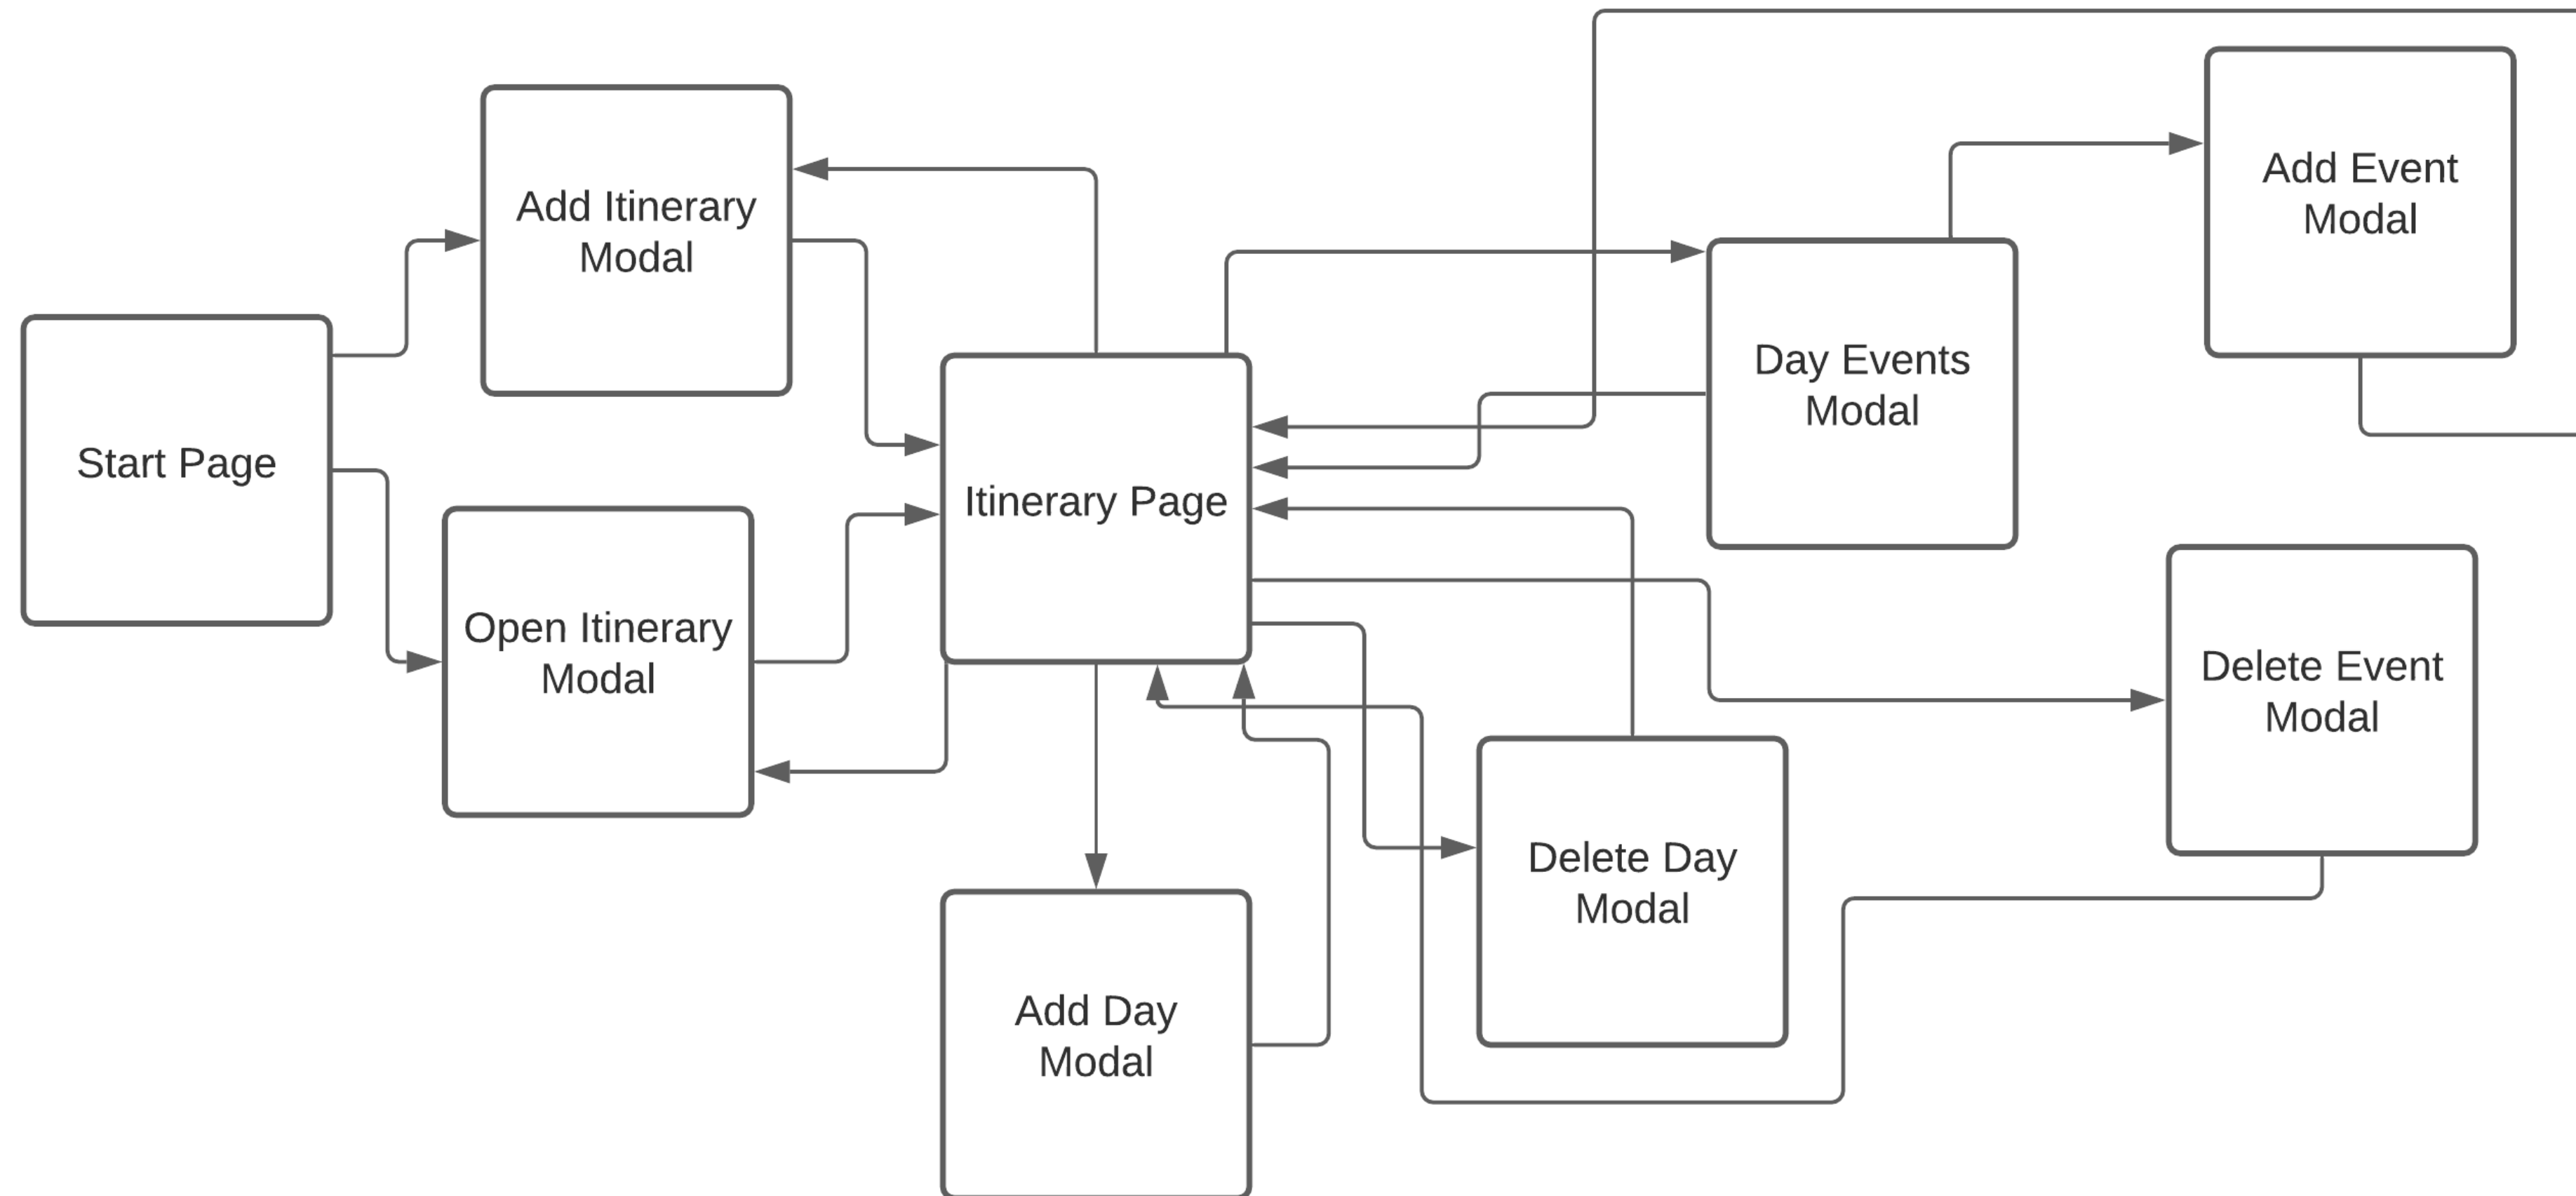 Start Page
Add Itinerary
Modal
Open Itinerary
Modal
Itinerary Page
Add Day
Modal
Day Events
Modal
Delete Day
Modal
Add Event
Modal
Delete Event
Modal